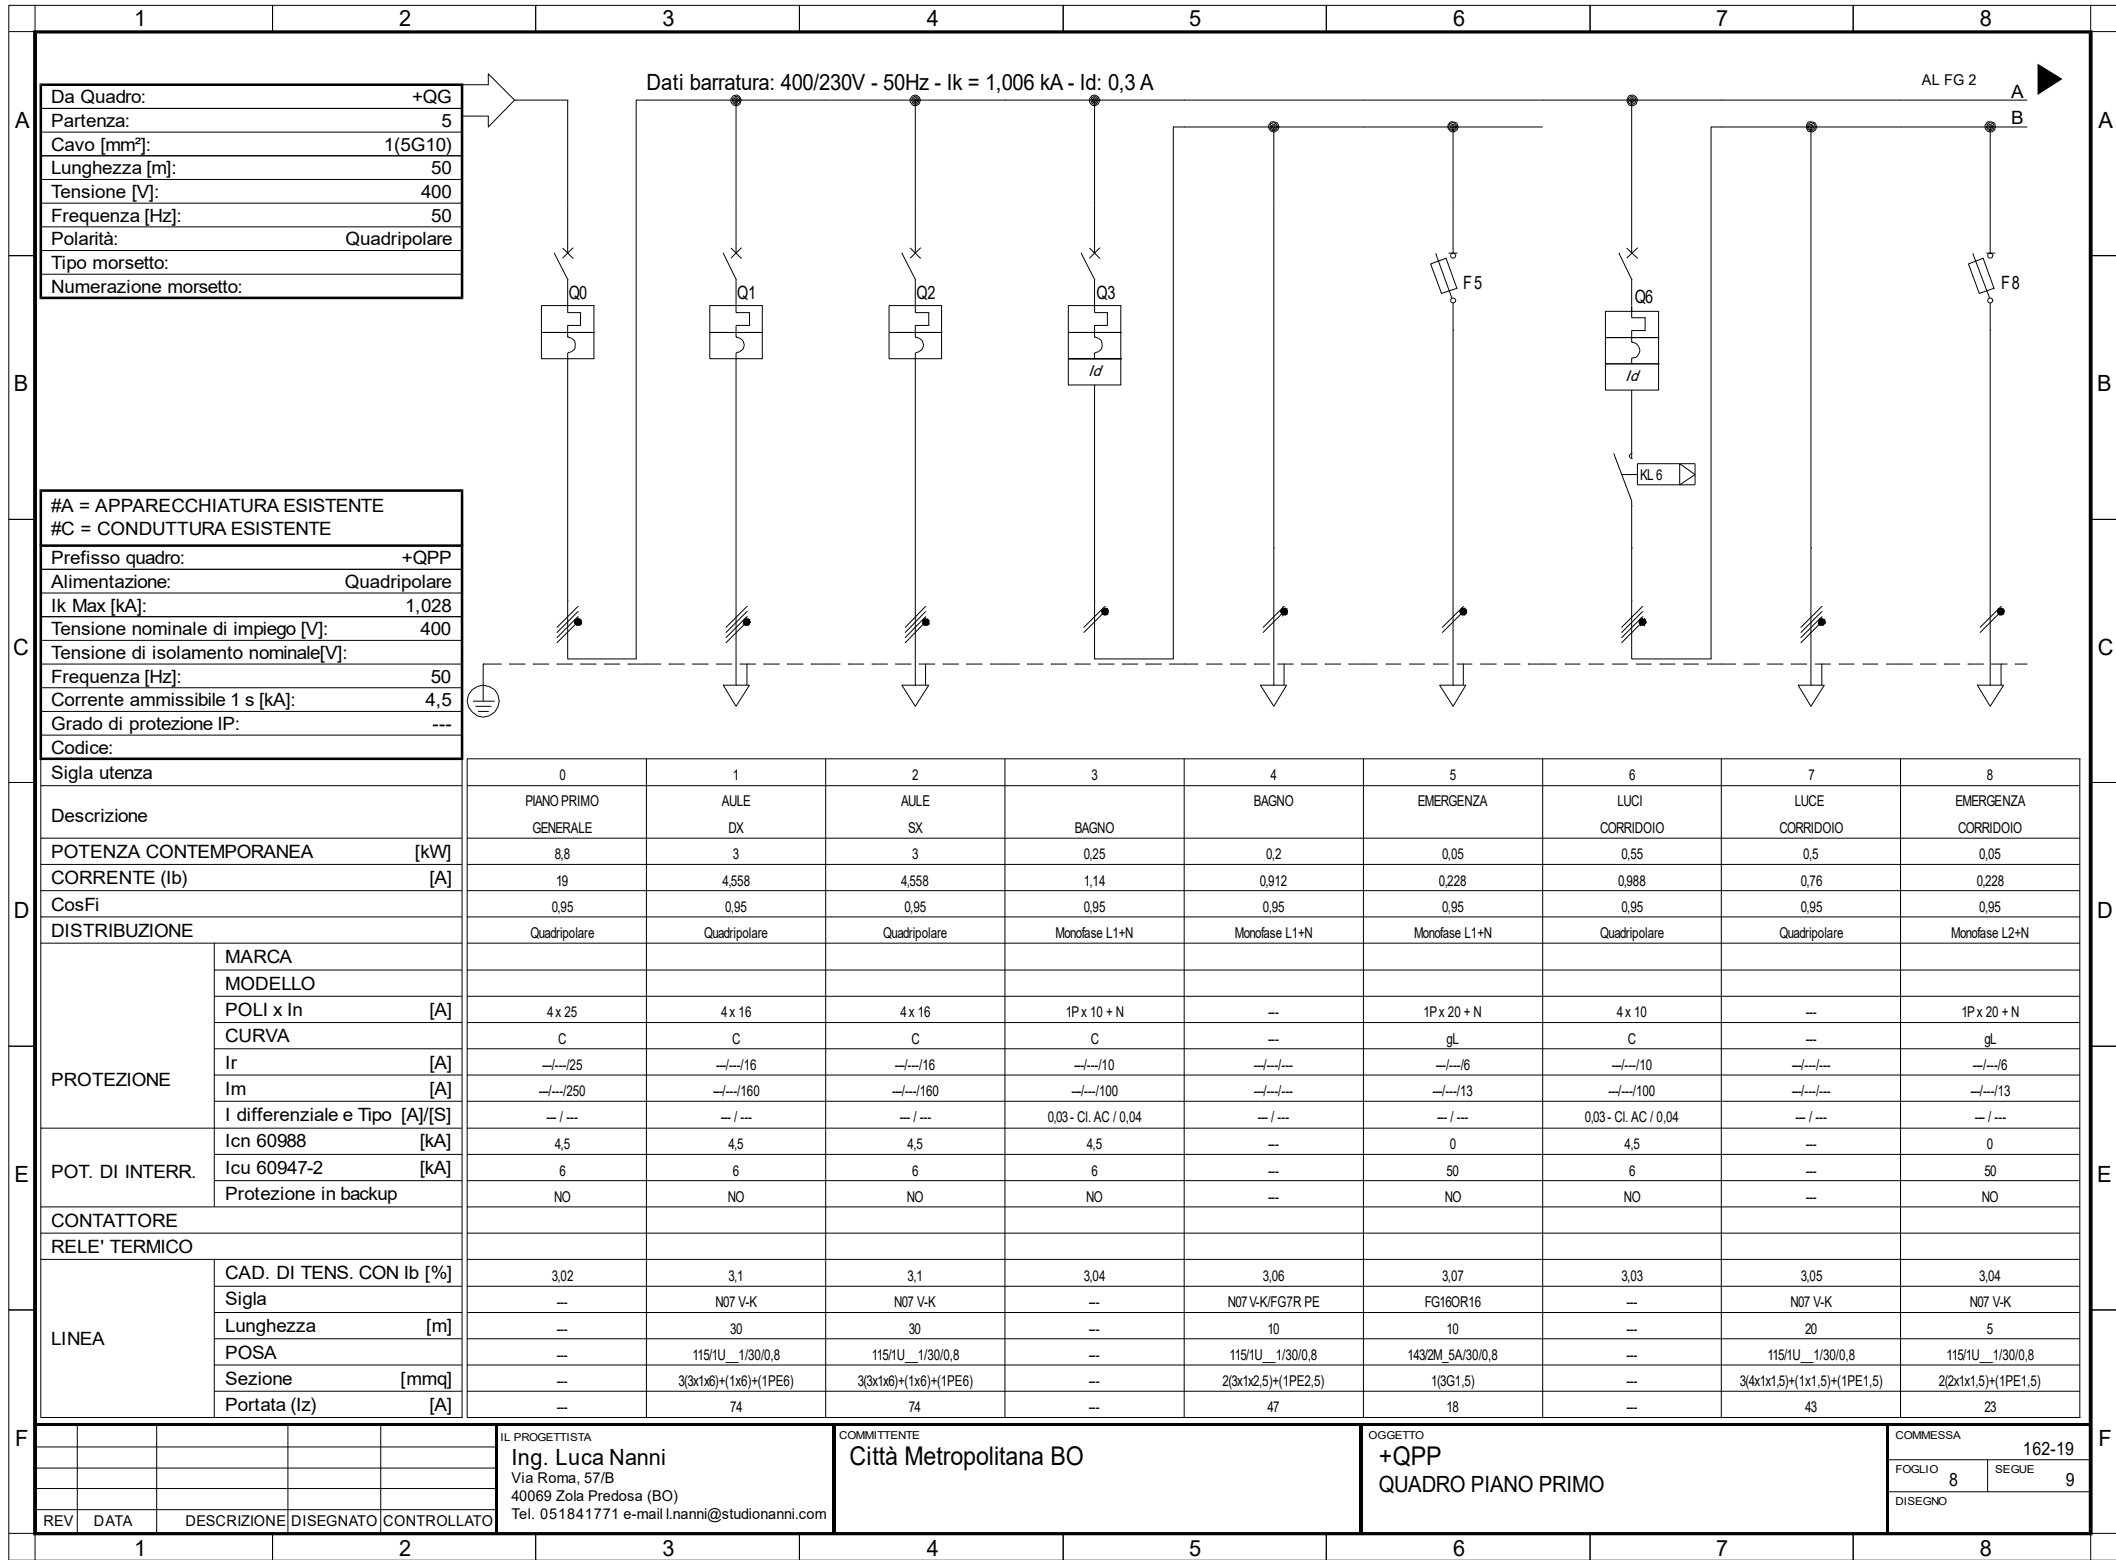 1 2 3 4 5 6 7 8
Dati barratura: 400/230V - 50Hz - Ik = 1,006 kA - Id: 0,3 A
AL FG 2
A
B
A A
Da Quadro: +QG
Partenza: 5
Cavo [mm²]: 1(5G10)
Lunghezza [m]: 50
Tensione [V]: 400
Frequenza [Hz]: 50
Polarità: Quadripolare
Tipo morsetto:
Numerazione morsetto:
Q0 Q1 Q2 Q3 F5 Q6 F8
Id Id
B B
KL 6
#A = APPARECCHIATURA ESISTENTE
#C = CONDUTTURA ESISTENTE
Prefisso quadro: +QPP
Alimentazione: Quadripolare
Ik Max [kA]: 1,028
Tensione nominale di impiego [V]: 400
Tensione di isolamento nominale[V]:
Frequenza [Hz]: 50
Corrente ammissibile 1 s [kA]: 4,5
Grado di protezione IP: ---
Codice:
C C
Sigla utenza 0 1 2 3 4 5 6 7 8
Descrizione
PIANO PRIMO AULE AULE BAGNO EMERGENZA LUCI LUCE EMERGENZA
GENERALE DX SX BAGNO CORRIDOIO CORRIDOIO CORRIDOIO
POTENZA CONTEMPORANEA [kW] 8,8 3 3 0,25 0,2 0,05 0,55 0,5 0,05
CORRENTE (Ib) [A] 19 4,558 4,558 1,14 0,912 0,228 0,988 0,76 0,228
CosFi 0,95 0,95 0,95 0,95 0,95 0,95 0,95 0,95 0,95
D D
DISTRIBUZIONE Quadripolare Quadripolare Quadripolare Monofase L1+N Monofase L1+N Monofase L1+N Quadripolare Quadripolare Monofase L2+N
PROTEZIONE
MARCA
MODELLO
POLI x In [A] 4 x 25 4 x 16 4 x 16 1P x 10 + N --- 1P x 20 + N 4 x 10 --- 1P x 20 + N
CURVA C C C C --- gL C --- gL
Ir [A] ---/---/25 ---/---/16 ---/---/16 ---/---/10 ---/---/--- ---/---/6 ---/---/10 ---/---/--- ---/---/6
Im [A] ---/---/250 ---/---/160 ---/---/160 ---/---/100 ---/---/--- ---/---/13 ---/---/100 ---/---/--- ---/---/13
I differenziale e Tipo [A]/[S] --- / --- --- / --- --- / --- 0,03 - Cl. AC / 0,04 --- / --- --- / --- 0,03 - Cl. AC / 0,04 --- / --- --- / ---
POT. DI INTERR.
Icn 60988 [kA] 4,5 4,5 4,5 4,5 --- 0 4,5 --- 0
Icu 60947-2 [kA] 6 6 6 6 --- 50 6 --- 50
Protezione in backup NO NO NO NO --- NO NO --- NO
E E
CONTATTORE
RELE' TERMICO
LINEA
CAD. DI TENS. CON Ib [%] 3,02 3,1 3,1 3,04 3,06 3,07 3,03 3,05 3,04
Sigla --- N07 V-K N07 V-K --- N07 V-K/FG7R PE FG16OR16 --- N07 V-K N07 V-K
Lunghezza [m] --- 30 30 --- 10 10 --- 20 5
POSA --- 115/1U__1/30/0,8 115/1U__1/30/0,8 --- 115/1U__1/30/0,8 143/2M_5A/30/0,8 --- 115/1U__1/30/0,8 115/1U__1/30/0,8
Sezione [mmq] --- 3(3x1x6)+(1x6)+(1PE6) 3(3x1x6)+(1x6)+(1PE6) --- 2(3x1x2,5)+(1PE2,5) 1(3G1,5) --- 3(4x1x1,5)+(1x1,5)+(1PE1,5) 2(2x1x1,5)+(1PE1,5)
Portata (Iz) [A] --- 74 74 --- 47 18 --- 43 23
F F
REV DATA DESCRIZIONE DISEGNATO CONTROLLATO
IL PROGETTISTA
Ing. Luca Nanni
Via Roma, 57/B
40069 Zola Predosa (BO)
Tel. 051841771 e-mail l.nanni@studionanni.com
COMMITTENTE
Città Metropolitana BO
OGGETTO
+QPP
QUADRO PIANO PRIMO
COMMESSA
162-19
FOGLIO 8 SEGUE 9
DISEGNO
1 2 3 4 5 6 7 8